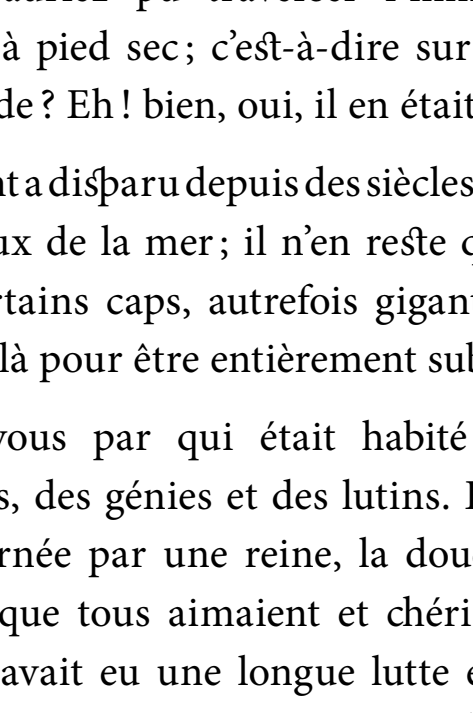 à pied sec ; c'est-à-dire sur
de ? Eh ! bien, oui, il en était
nt a disparu depuis des siècles
ux de la mer ; il n'en reste q
rtains caps, autrefois gigant
là pour être entièrement sub
vous par qui était habité
s, des génies et des lutins.
rnée par une reine, la dou
que tous aimaient et chéri
avait eu une longue lutte e